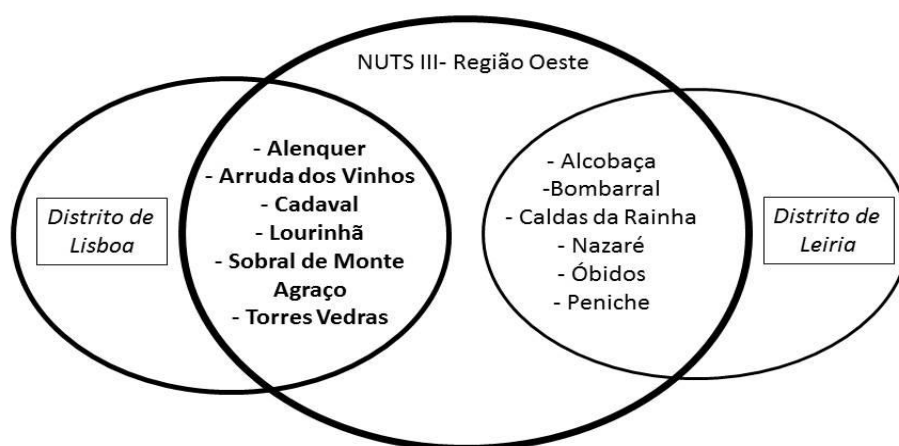 NUTS III- Região Oeste
Distrito de
Lisboa
- Alenquer
- Arruda dos Vinhos
- Cadaval
- Lourinhã
- Sobral de Monte
Agraço
- Torres Vedras
- Alcobaça
-Bombarral
- Caldas da Rainha
- Nazaré
- Óbidos
- Peniche
Distrito de
Leiria